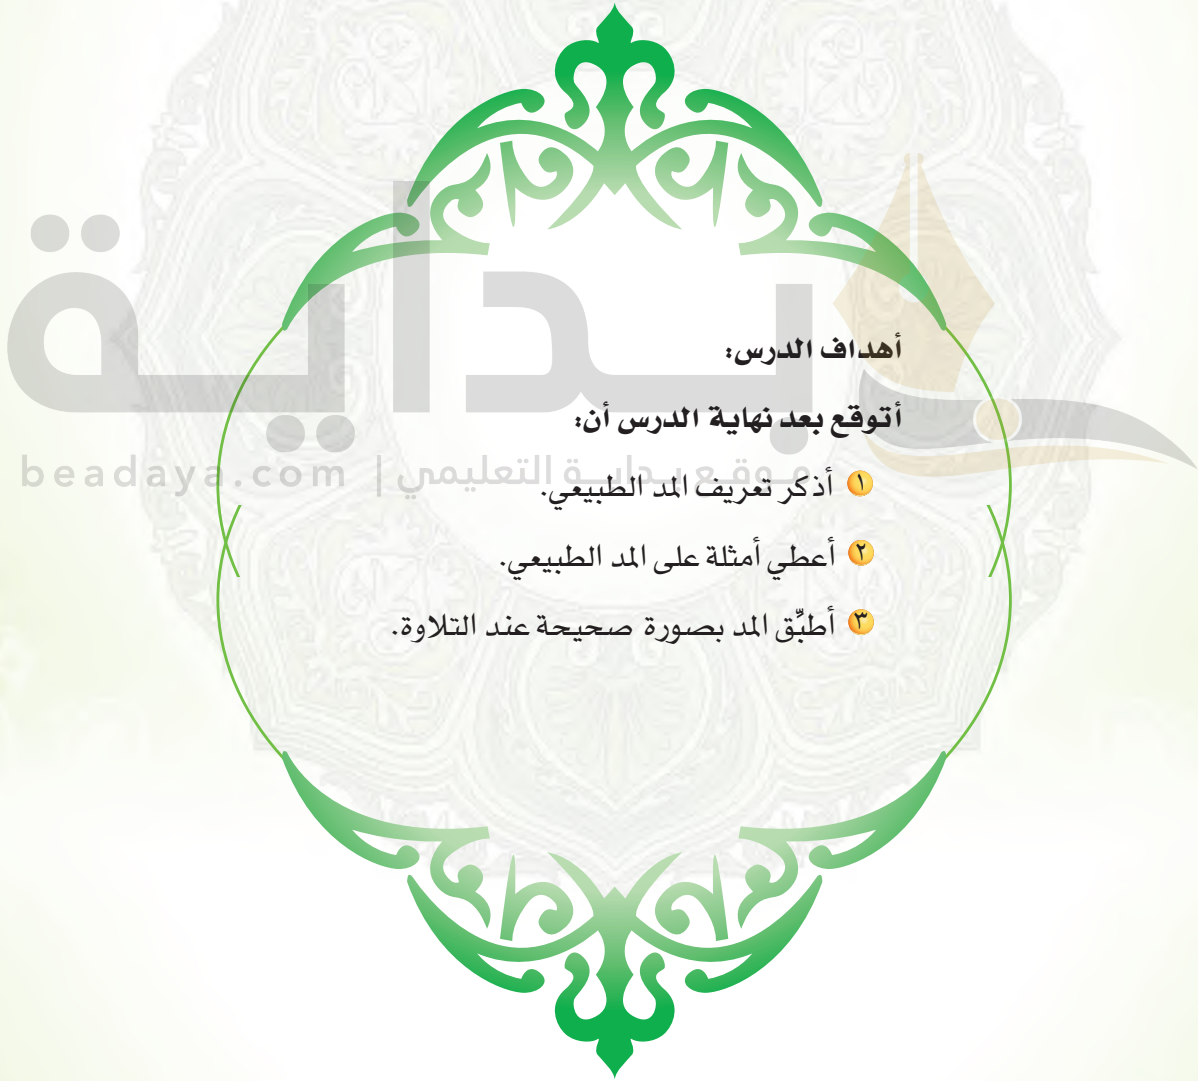 بداية
beadaya.com | موقع بداية التعليمي
أهداف الدرس:
أتوقع بعد نهاية الدرس أن:
١ أذكر تعريف المد الطبيعي.
٢ أعطي أمثلة على المد الطبيعي.
٣ أطبِّق المد بصورة صحيحة عند التلاوة.